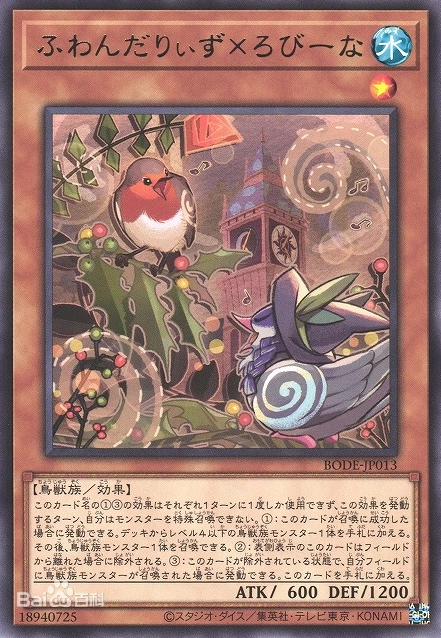 ふわんだりぃず×ろびーな
水
BODE-JP013
【鳥獣族/効果】
このカード名の①③の効果はそれぞれ1ターンに1度しか使用できず、この効果を発動
するターン、自分はモンスターを特殊召喚できない。①:このカードが召喚に成功した
場合に発動できる。デッキからレベル4以下の鳥獣族モンスター1体を手札に加える。
その後、鳥獣族モンスター1体を召喚できる。②:表側表示のこのカードはフィールド
から離れた場合に除外される。③:このカードが除外されている状態で、自分フィールド
に鳥獣族モンスターが召喚された場合に発動できる。このカードを手札に加える。
ATK/ 600 DEF/1200
Bai百科
18940725
©スタジオ・ダイス/集英社・テレビ東京・KONAMI